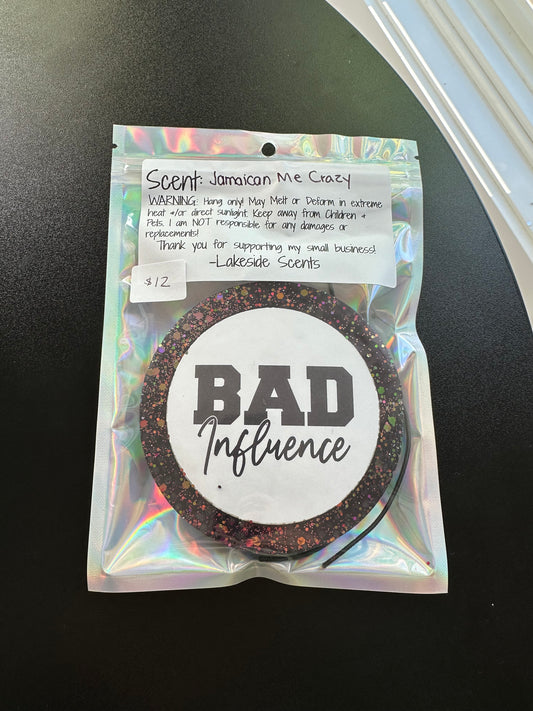 Scent: Jamaican Me Crazy
WARNING: Hang only! May Melt or Deform in extreme
heat &/or direct sunlight. Keep away from Children &
Pets. I am NOT responsible for any damages or
replacements!
Thank you for supporting my small business!
-Lakeside Scents
$12
BAD
Influence